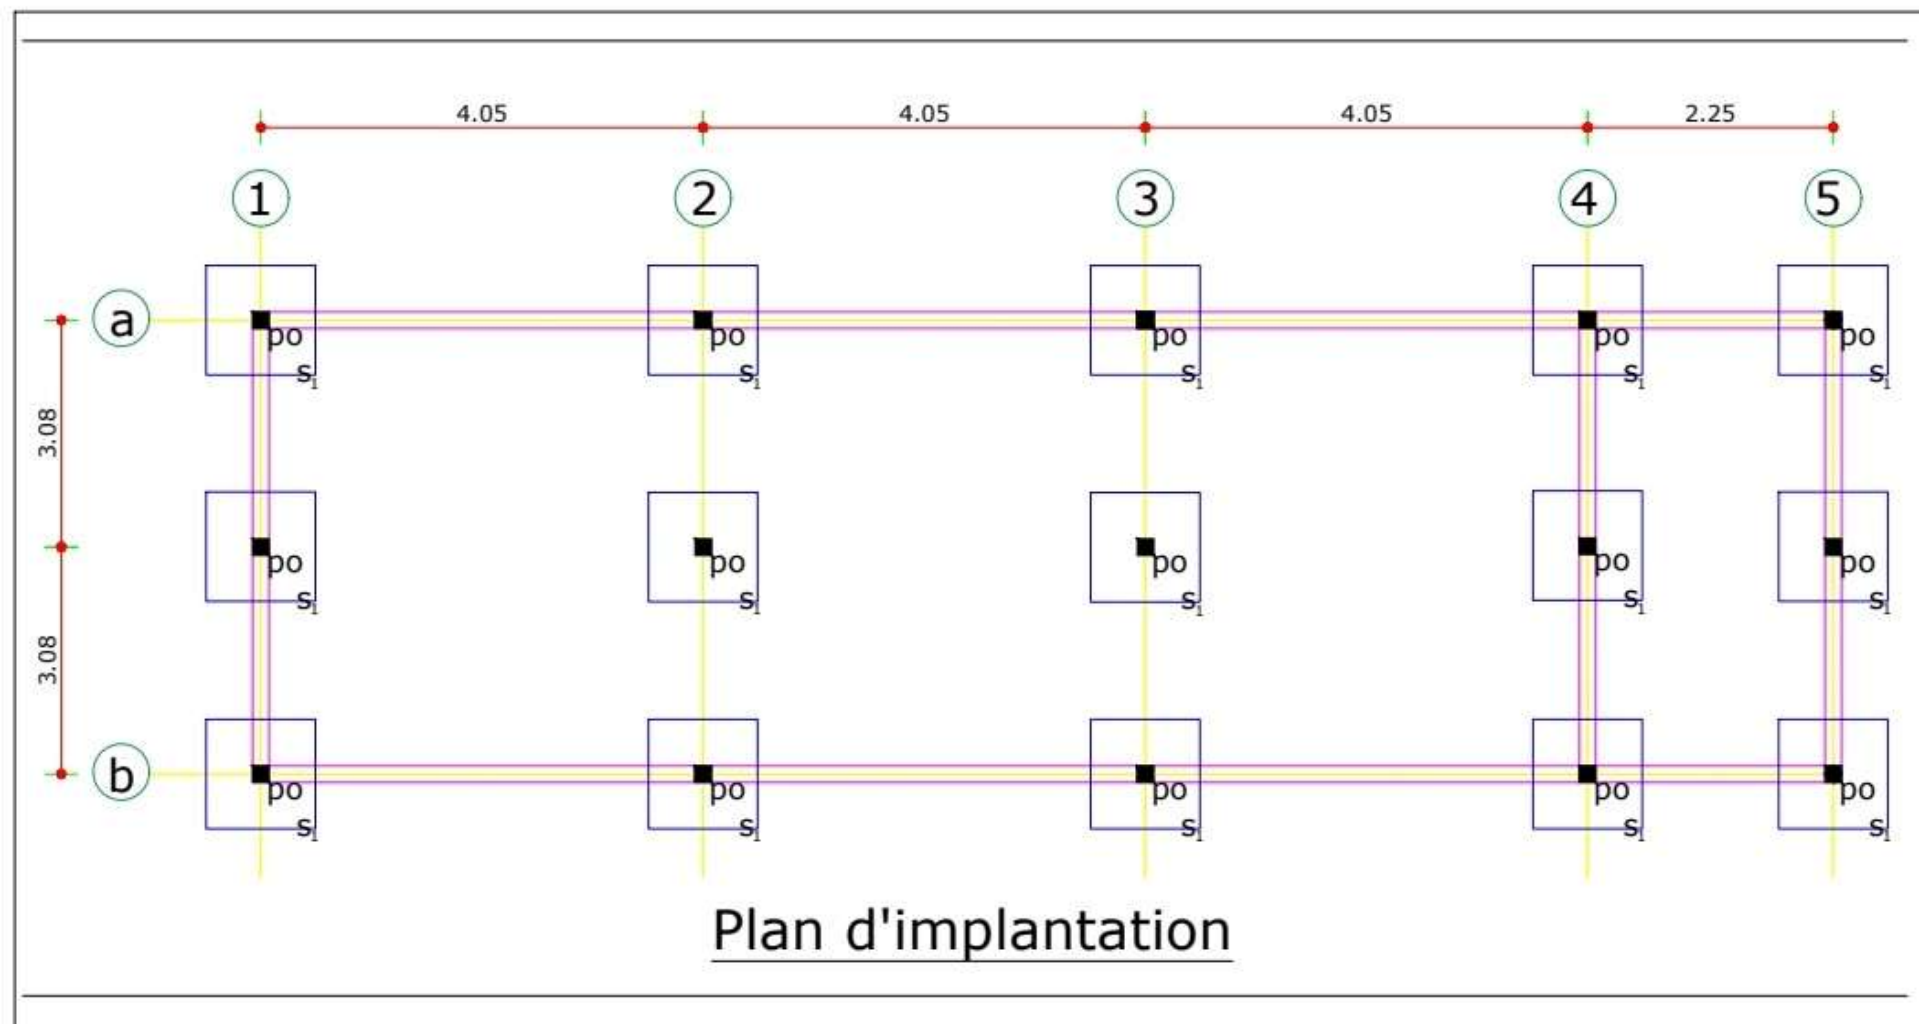 4.05 4.05 4.05 2.25
1 2 3 4 5
a
po po po po po
s1 s1 s1 s1 s1
3.08
po po po po po
s1 s1 s1 s1 s1
3.08
b
po po po po po
s1 s1 s1 s1 s1
Plan d'implantation